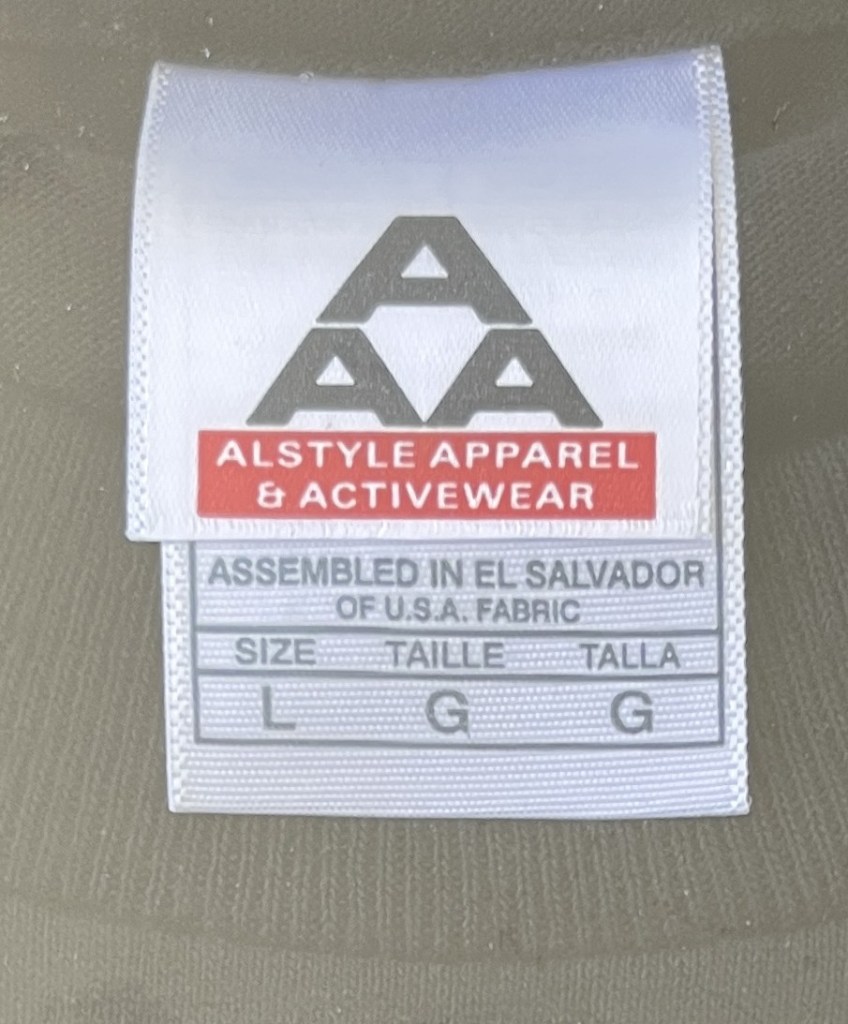 A
A A
ALSTYLE APPAREL
& ACTIVEWEAR
ASSEMBLED IN EL SALVADOR
OF U.S.A. FABRIC
SIZE TAILLE TALLA
L G G